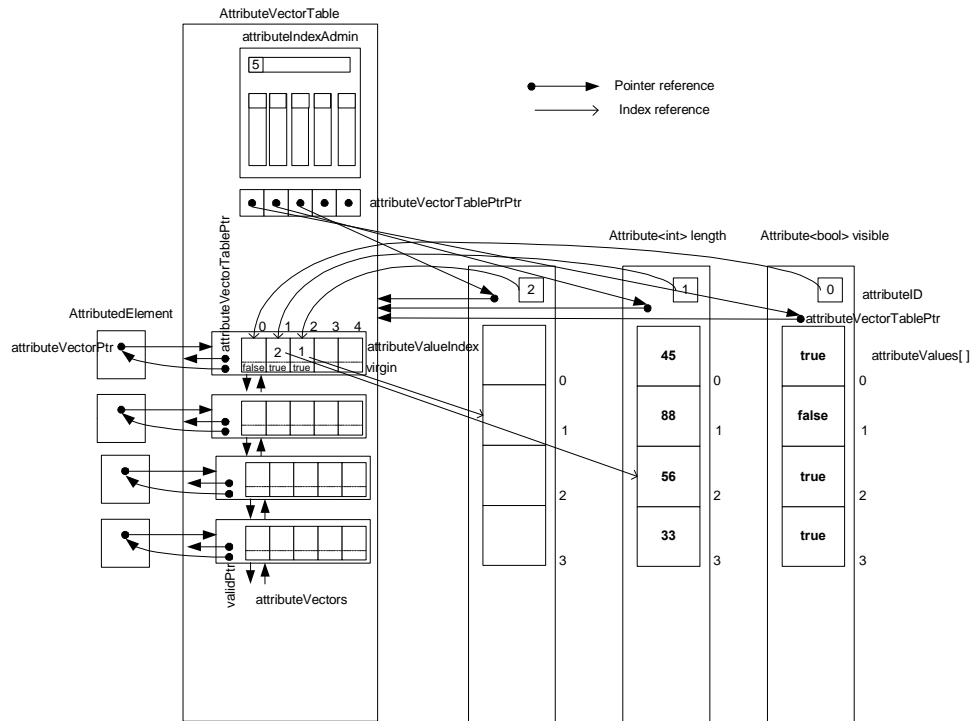 AttributeVectorTable
attributeIndexAdmin
5
Pointer reference
Index reference
attributeVectorTablePtrPtr
attributeVectorTablePtr
Attribute<int> length
Attribute<bool> visible
2
1
0
attributeID
attributeVectorTablePtr
AttributedElement
attributeVectorPtr
0 1 2 3 4
2 1
attributeValueIndex
false true true
virgin
attributeValues[ ]
45
true
0
0
0
88
false
1
1
1
56
true
2
2
2
33
true
3
3
3
validPtr
attributeVectors